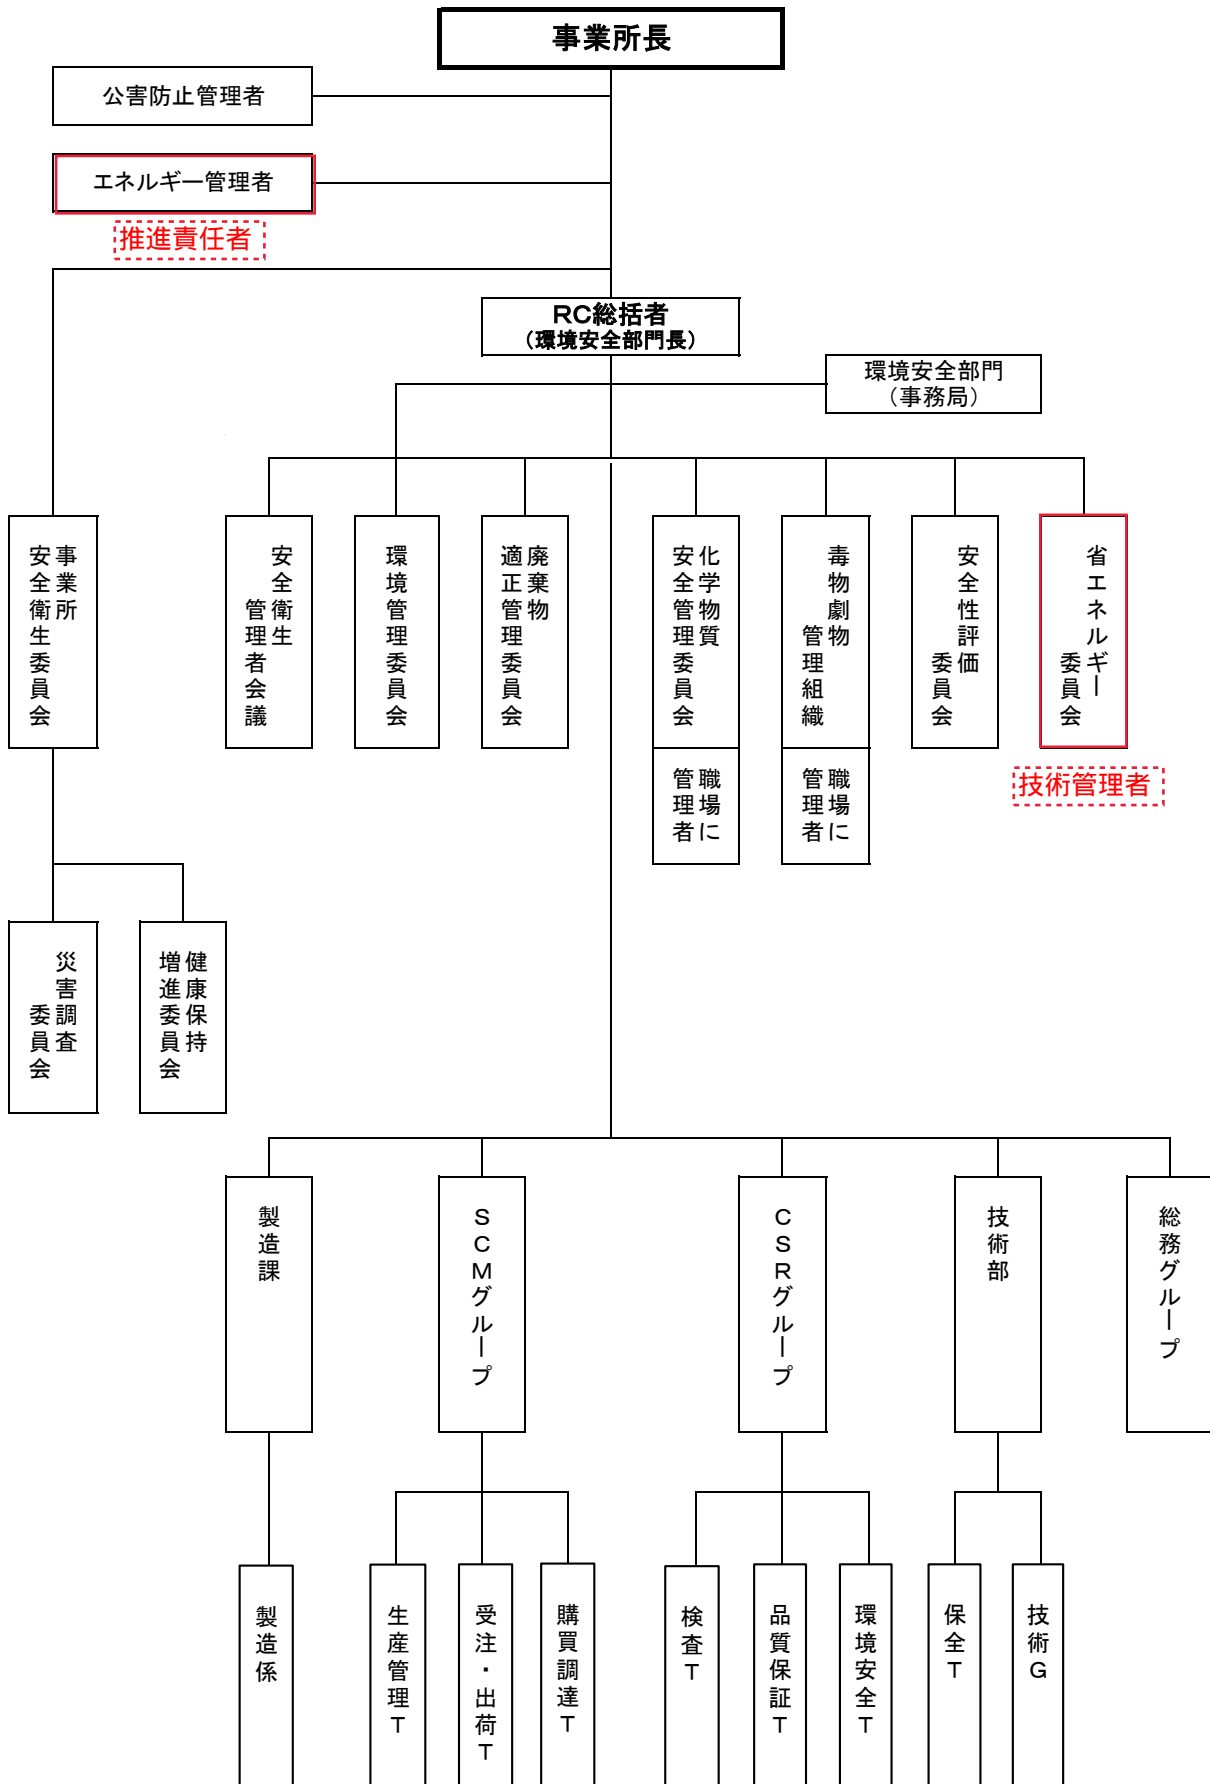 事業所長
公害防止管理者
エネルギー管理者
推進責任者
RC総括者
（環境安全部門長）
環境安全部門
（事務局）
事業所
安全衛生委員会
安全衛生
管理者会議
環境管理委員会
廃棄物
適正管理委員会
化学物質
安全管理委員会
毒物劇物
管理組織
安全性評価
委員会
省エネルギー
委員会
職場に
管理者
職場に
管理者
技術管理者
災害調査
委員会
健康保持
増進委員会
製造課
SCMグループ
CSRグループ
技術部
総務グループ
製造係
生産管理T
受注・出荷T
購買調達T
検査T
品質保証T
環境安全T
保全T
技術G